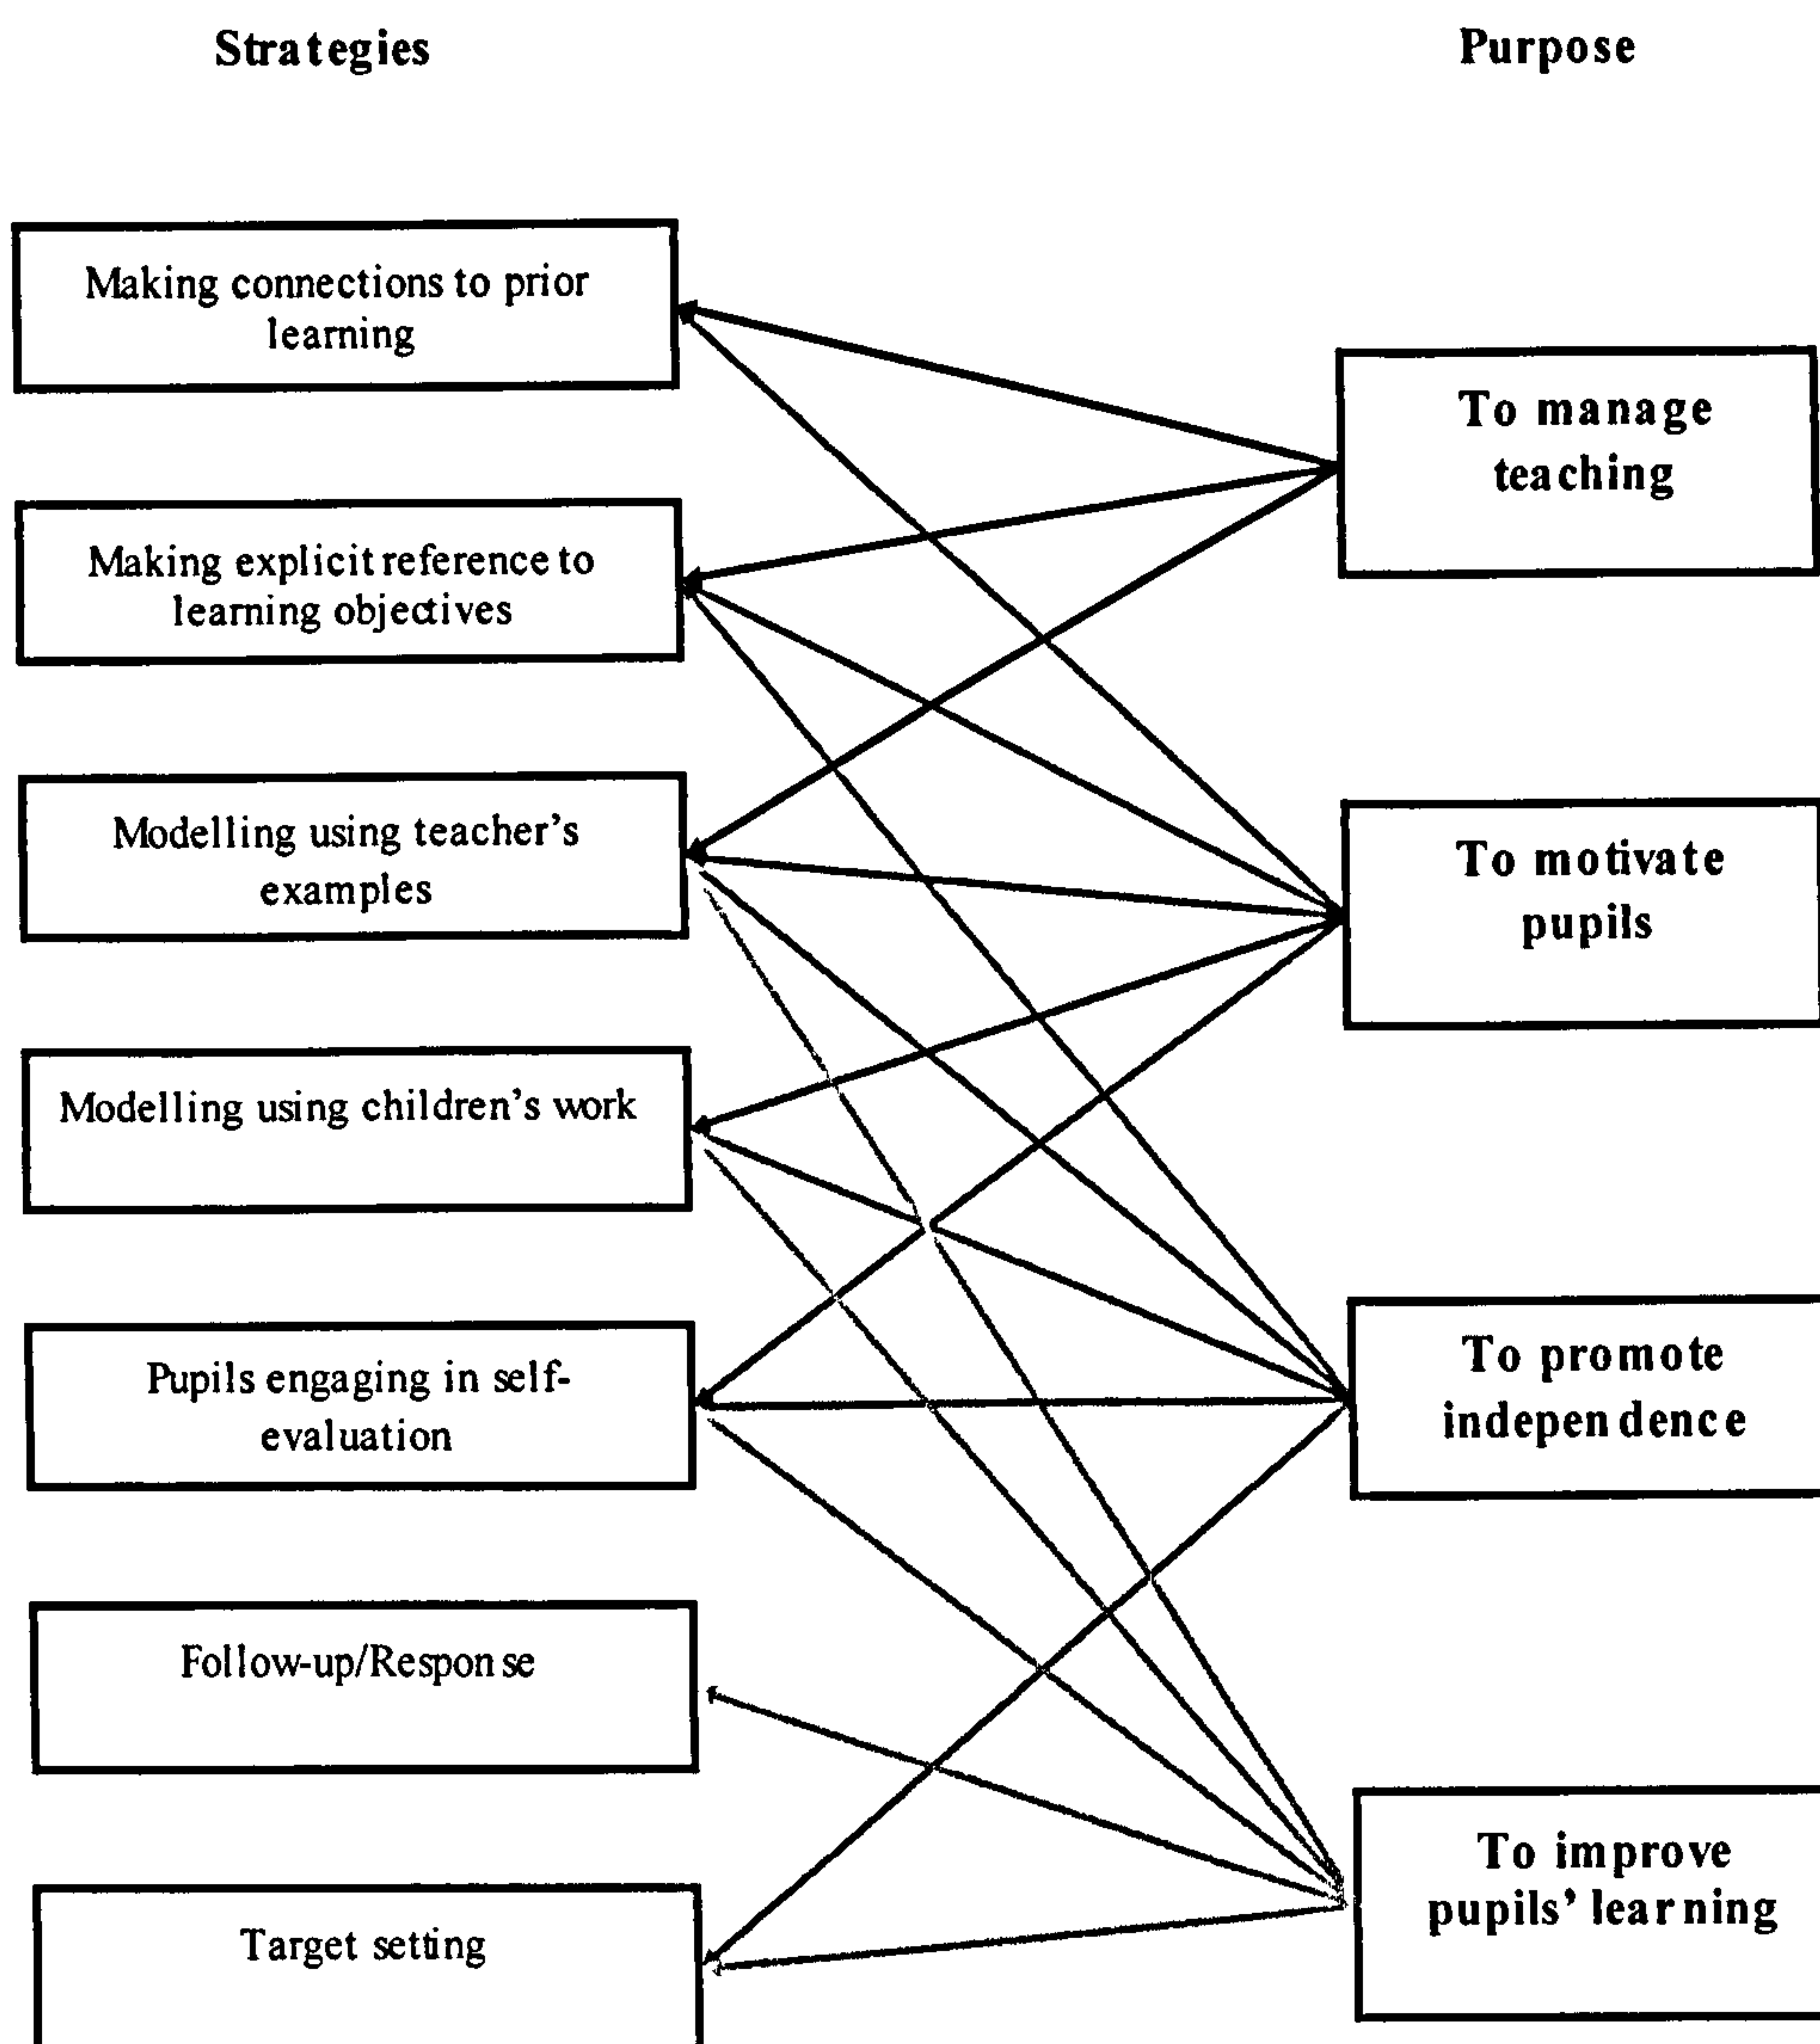 Strategies
Purpose
Making connections to prior
learning
Making explicit reference to
learning objectives
Modelling using teacher's
examples
Modelling using children's work
Pupils engaging in self-
evaluation
Follow-up/Response
Target setting
To manage
teaching
To motivate
pupils
To promote
independence
To improve
pupils' learning